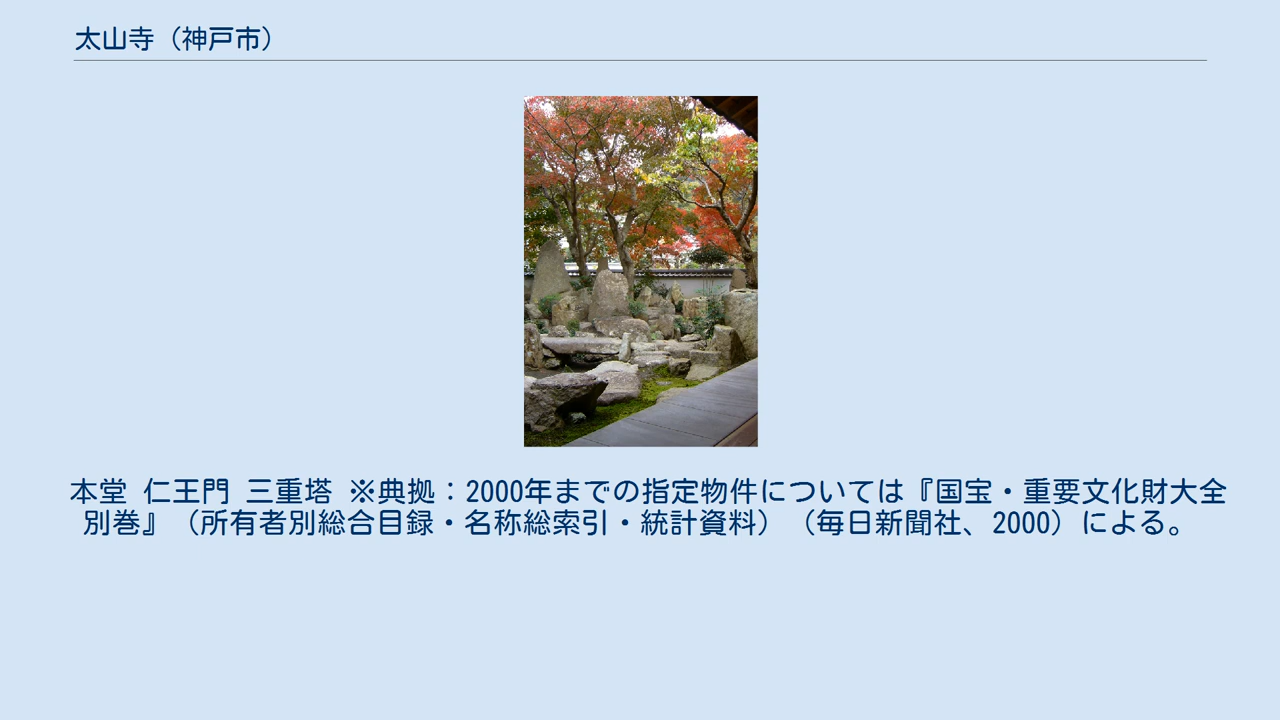 太山寺（神戸市）
本堂 仁王門 三重塔 ※典拠：2000年までの指定物件については『国宝・重要文化財大全
別巻』（所有者別総合目録・名称総索引・統計資料）（毎日新聞社、2000）による。